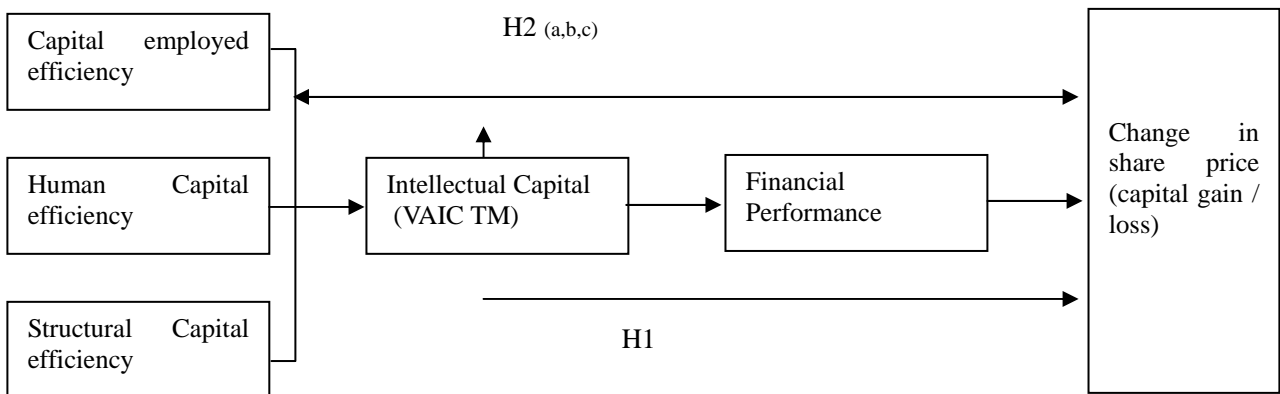 Capital employed
efficiency
H2 (a,b,c)
Human Capital
efficiency
Intellectual Capital
(VAIC TM)
Financial
Performance
Change in
share price
(capital gain /
loss)
Structural Capital
efficiency
H1